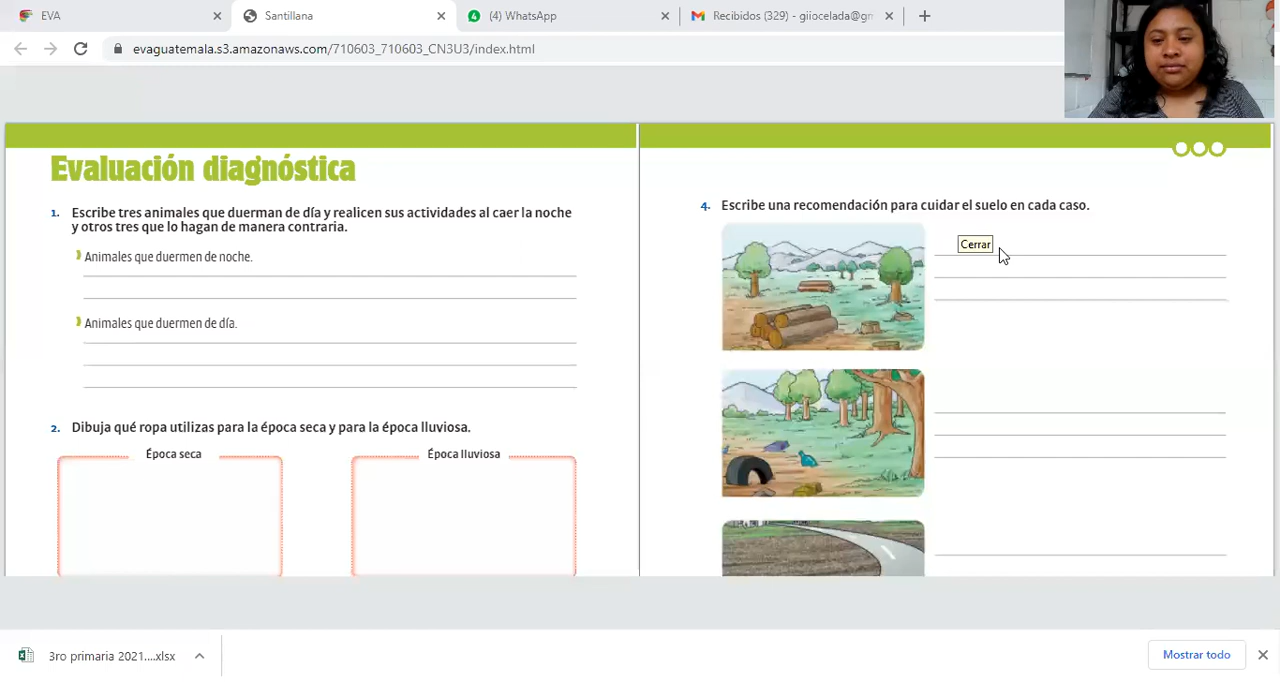 EVA
Santillana
4
(4) WhatsApp
Recibidos (329) - giiocelada@gm
evaguatemala.s3.amazonaws.com/710603_710603_CN3U3/index.html
Evaluación diagnóstica
1. Escribe tres animales que duerman de día y realicen sus actividades al caer la noche
y otros tres que lo hagan de manera contraria.
Animales que duermen de noche.
Animales que duermen de día.
2. Dibuja qué ropa utilizas para la época seca y para la época lluviosa.
Época seca
Época lluviosa
4. Escribe una recomendación para cuidar el suelo en cada caso.
Cerrar
3ro primaria 2021....xlsx
Mostrar todo